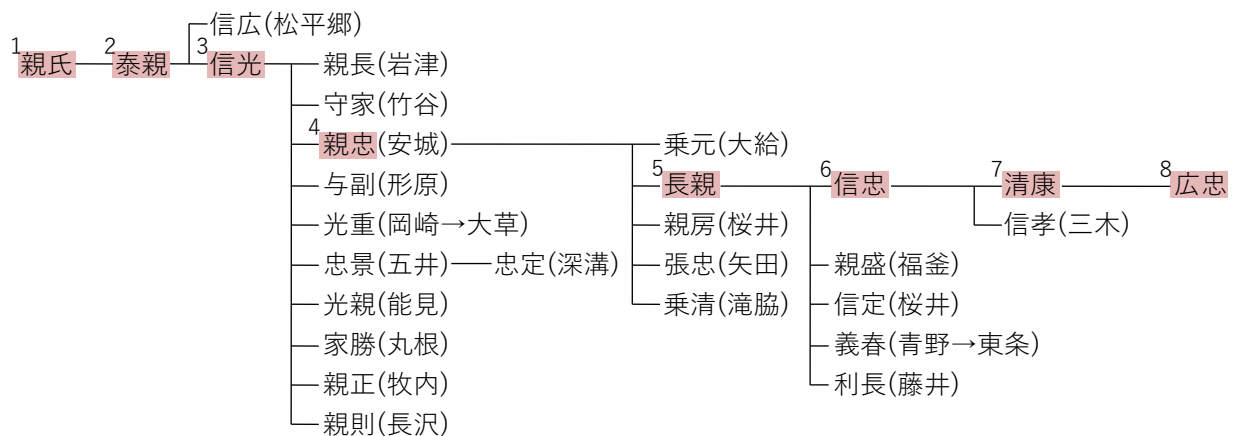 信広(松平郷)
1親氏 2泰親 3信光 親長(岩津)
守家(竹谷)
4親忠(安城) 乗元(大給)
与副(形原) 5長親 6信忠 7清康 8広忠
光重(岡崎→大草) 親房(桜井) 信孝(三木)
忠景(五井) 忠定(深溝) 張忠(矢田) 親盛(福釜)
光親(能見) 乗清(滝脇) 信定(桜井)
家勝(丸根) 義春(青野→東条)
親正(牧内) 利長(藤井)
親則(長沢)